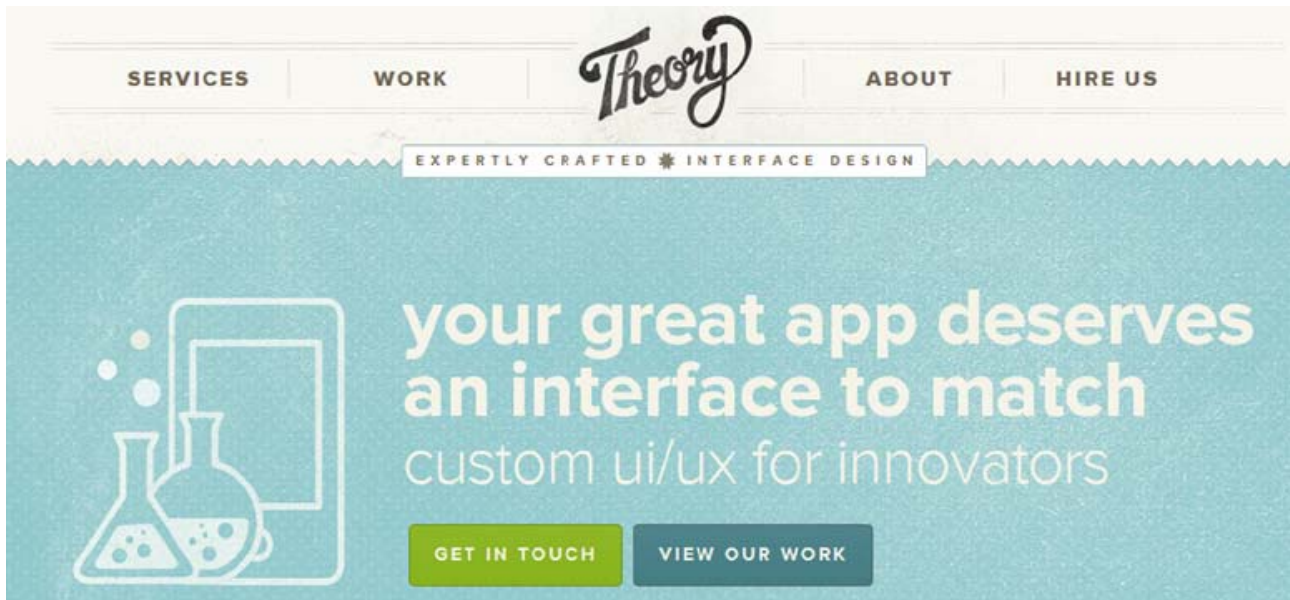 SERVICES WORK Theory ABOUT HIRE US
EXPERTLY CRAFTED INTERFACE DESIGN
your great app deserves
an interface to match
custom ui/ux for innovators
GET IN TOUCH VIEW OUR WORK